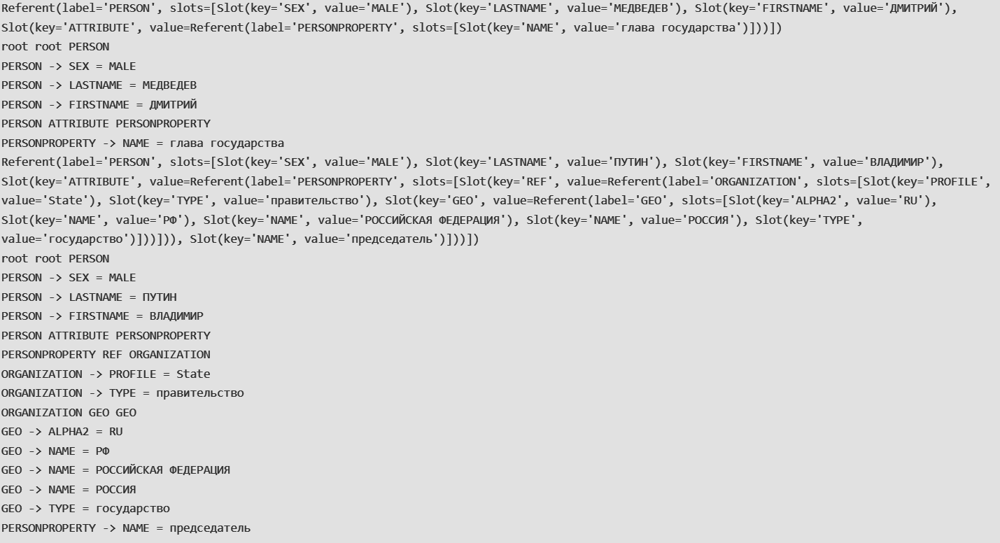 Referent(label='PERSON', slots=[Slot(key='SEX', value='MALE'), Slot(key='LASTNAME', value='МЕДВЕДЕВ'), Slot(key='FIRSTNAME', value='ДМИТРИЙ'),
Slot(key='ATTRIBUTE', value=Referent(label='PERSONPROPERTY', slots=[Slot(key='NAME', value='глава государства')]))])
root root PERSON
PERSON -> SEX = MALE
PERSON -> LASTNAME = МЕДВЕДЕВ
PERSON -> FIRSTNAME = ДМИТРИЙ
PERSON ATTRIBUTE PERSONPROPERTY
PERSONPROPERTY -> NAME = глава государства
Referent(label='PERSON', slots=[Slot(key='SEX', value='MALE'), Slot(key='LASTNAME', value='ПУТИН'), Slot(key='FIRSTNAME', value='ВЛАДИМИР'),
Slot(key='ATTRIBUTE', value=Referent(label='PERSONPROPERTY', slots=[Slot(key='REF', value=Referent(label='ORGANIZATION', slots=[Slot(key='PROFILE',
value='State'), Slot(key='TYPE', value='правительство'), Slot(key='GEO', value=Referent(label='GEO', slots=[Slot(key='ALPHA2', value='RU'),
Slot(key='NAME', value='РФ'), Slot(key='NAME', value='РОССИЙСКАЯ ФЕДЕРАЦИЯ'), Slot(key='NAME', value='РОССИЯ'), Slot(key='TYPE',
value='государство')]))])), Slot(key='NAME', value='председатель')]))])
root root PERSON
PERSON -> SEX = MALE
PERSON -> LASTNAME = ПУТИН
PERSON -> FIRSTNAME = ВЛАДИМИР
PERSON ATTRIBUTE PERSONPROPERTY
PERSONPROPERTY REF ORGANIZATION
ORGANIZATION -> PROFILE = State
ORGANIZATION -> TYPE = правительство
ORGANIZATION GEO GEO
GEO -> ALPHA2 = RU
GEO -> NAME = РФ
GEO -> NAME = РОССИЙСКАЯ ФЕДЕРАЦИЯ
GEO -> NAME = РОССИЯ
GEO -> TYPE = государство
PERSONPROPERTY -> NAME = председатель